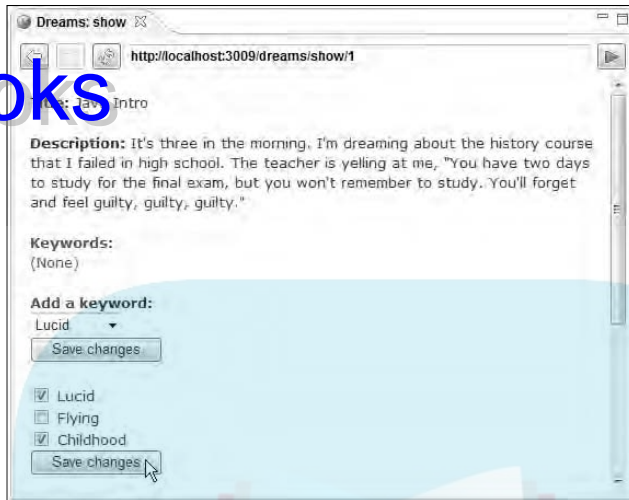 Dreams: show
http://localhost:3009/dreams/show/1
oks
Title: Java Intro
Description: It's three in the morning. I'm dreaming about the history course
that I failed in high school. The teacher is yelling at me, "You have two days
to study for the final exam, but you won't remember to study. You'll forget
and feel guilty, guilty, guilty."
Keywords:
(None)
Add a keyword:
Lucid
Save changes
Lucid
Flying
Childhood
Save changes